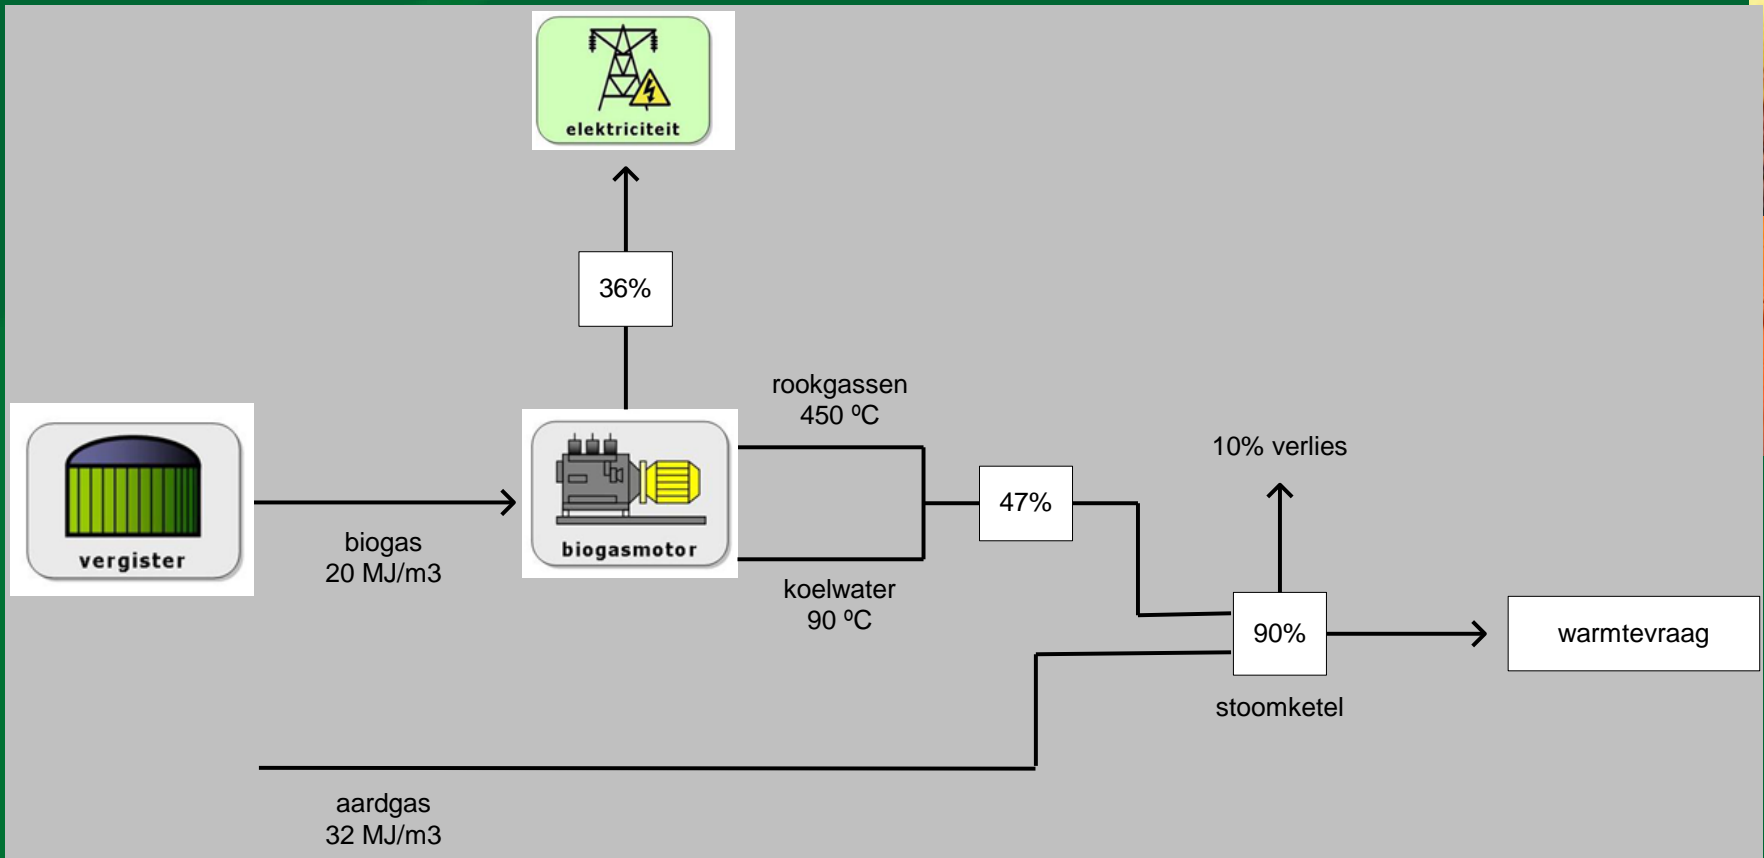 elektriciteit
36%
rookgassen
450 ºC
10% verlies
47%
vergister
biogas
20 MJ/m3
biogasmotor
koelwater
90 ºC
90%
warmtevraag
stoomketel
aardgas
32 MJ/m3